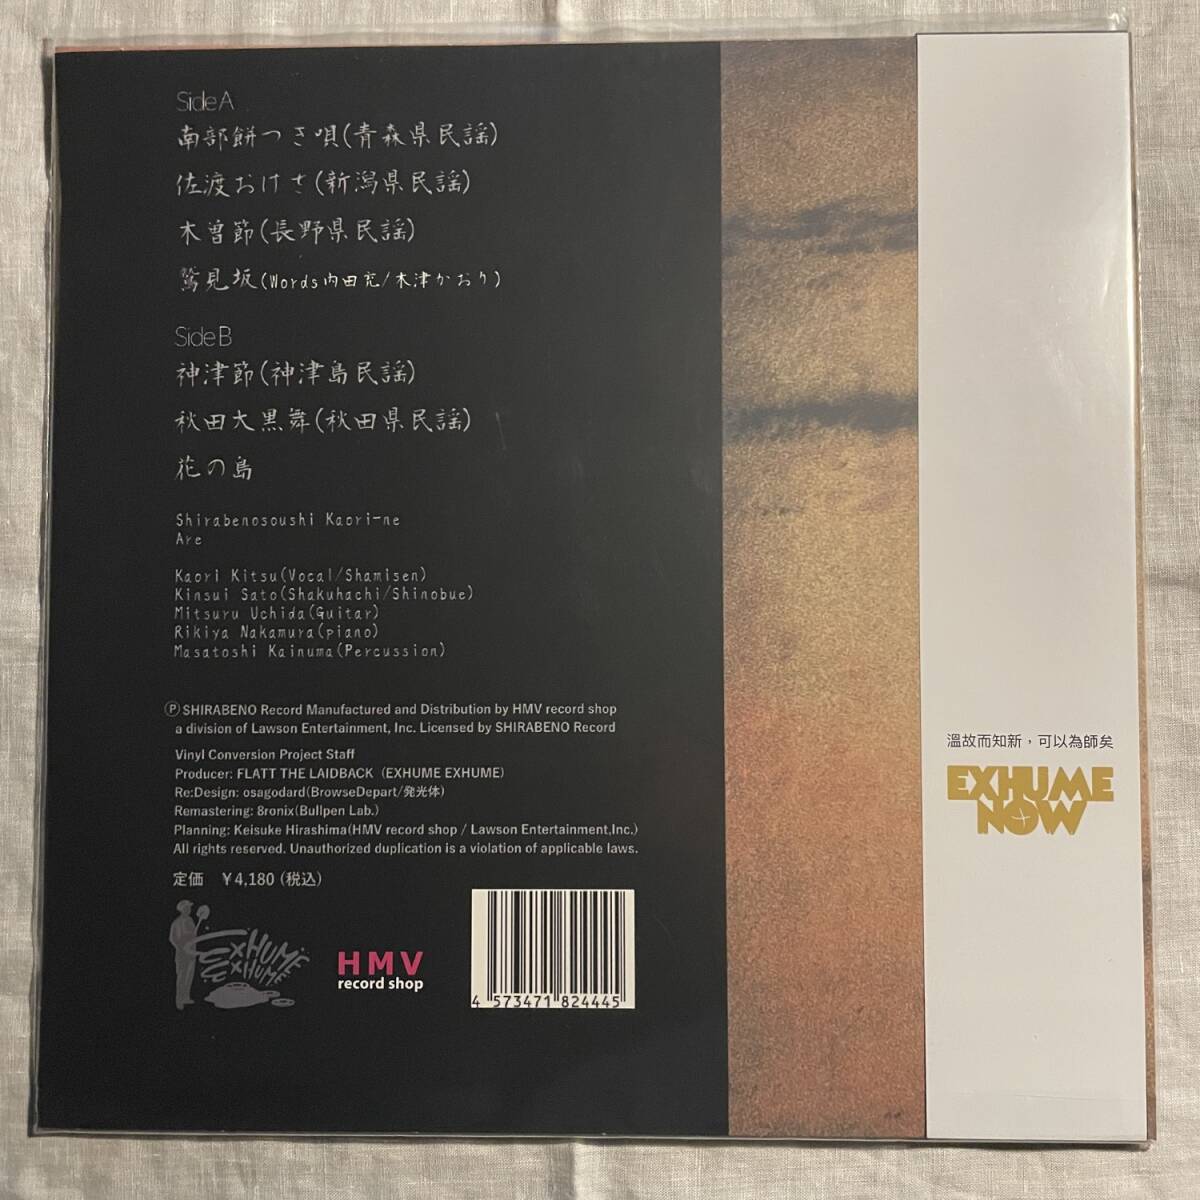 Side A
南部餅つき唄(青森県民謡)
佐渡おけさ(新潟県民謡)
木曽節(長野県民謡)
鷲見坂(Words内田充/木津かおり)
Side B
神津節(神津島民謡)
秋田大黒舞(秋田県民謡)
花の島
Shirabenosoushi Kaori-ne
Are
Kaori Kitsu(Vocal/Shamisen)
Kinsui Sato(Shakuhachi/Shinobue)
Mitsuru Uchida(Guitar)
Rikiya Nakamura(piano)
Masatoshi Kainuma(Percussion)
Ⓟ SHIRABENO Record Manufactured and Distribution by HMV record shop
a division of Lawson Entertainment, Inc. Licensed by SHIRABENO Record
Vinyl Conversion Project Staff
Producer: FLATT THE LAIDBACK (EXHUME EXHUME)
Re:Design: osagodard(BrowseDepart/発光体)
Remastering: 8ronix(Bullpen Lab.)
Planning: Keisuke Hirashima(HMV record shop / Lawson Entertainment,Inc.)
All rights reserved. Unauthorized duplication is a violation of applicable laws.
定価 ¥4,180 (税込)
EXHUME
EXHUME
HMV
record shop
4 573471 824445
溫故而知新，可以為師矣
EXHUME
NOW